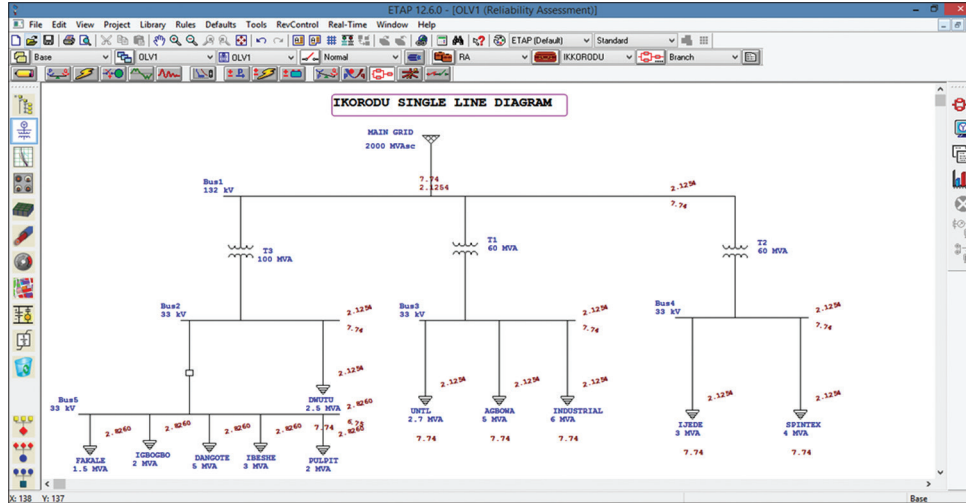 ETAP 12.6.0 - [OLV1 (Reliability Assessment)]
File Edit View Project Library Rules Defaults Tools RevControl Real-Time Window Help
ETAP (Default) Standard
Base OLV1 OLV1 Normal RA IKKORODU Branch
IKORODU SINGLE LINE DIAGRAM
MAIN GRID
2000 MVAsc
7.74
2.1254
2.1254
7.74
Bus1
132 kV
T3
100 MVA
T1
60 MVA
T2
60 MVA
Bus2
33 kV
2.1254
7.74
Bus3
33 kV
2.1254
7.74
Bus4
33 kV
2.1254
7.74
2.1254
DWUTU
2.5 MVA
7.74
2.1254
2.1254
2.1254
UNTL
2.7 MVA
7.74
AGBOWA
5 MVA
7.74
INDUSTRIAL
6 MVA
7.74
2.1254
2.1254
IJEDE
3 MVA
7.74
SPINTEX
4 MVA
7.74
Bus5
33 kV
2.8260
2.8260
2.8260
2.8260
2.8260
2.8260
FAKALE
1.5 MVA
IGBOGBO
2 MVA
DANGOTE
5 MVA
IBESHE
3 MVA
PULPIT
2 MVA
X: 138 Y: 137
Base